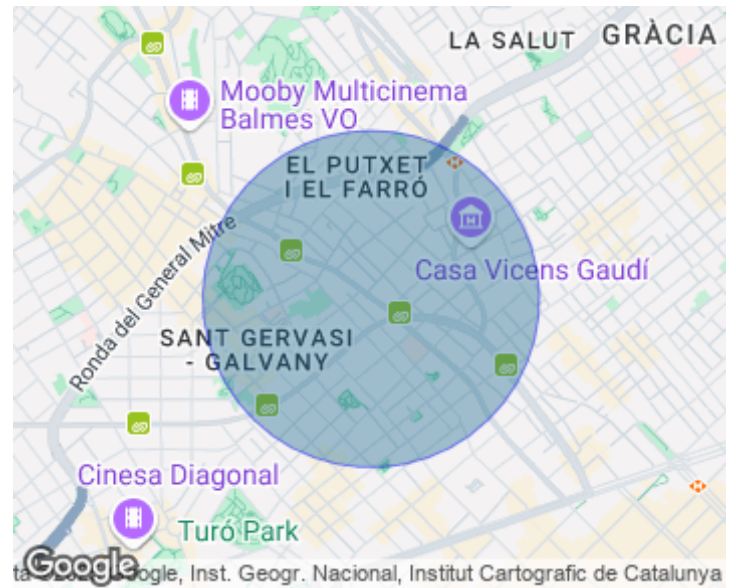 LA SALUT
GRÀCIA
Mooby Multicinema
Balmes VO
EL PUTXET
I EL FARRÓ
Ronda del General Mitre
Casa Vicens Gaudí
SANT GERVASI
- GALVANY
Cinesa Diagonal
Turó Park
Google
Inst. Geogr. Nacional, Institut Cartografic de Catalunya